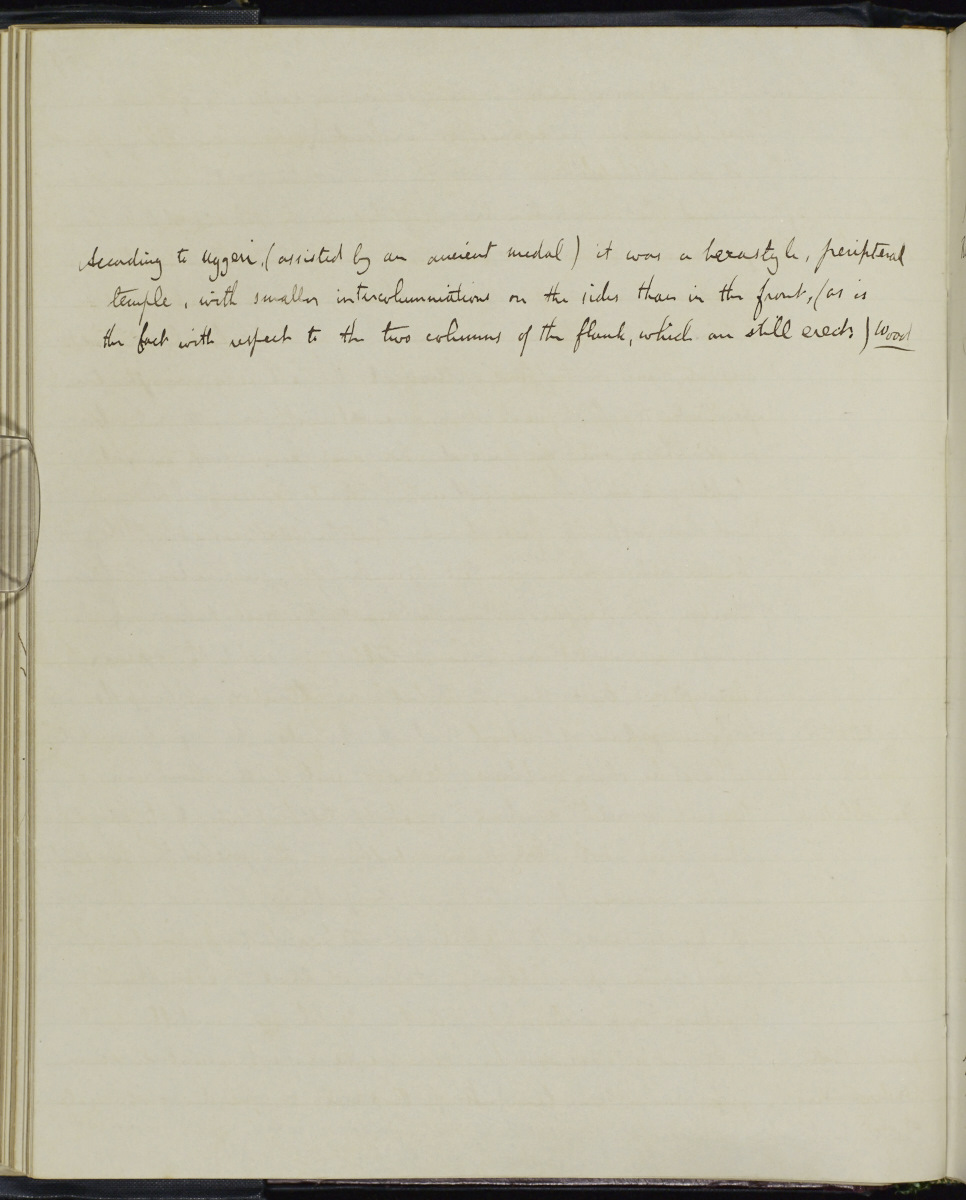 According to Uggeri, (assisted by an ancient medal) it was a hexastyle, peripteral
temple, with smaller intercolumniations on the sides than in the front, (as is
the fact with respect to the two columns of the flank, which are still erect) Wood